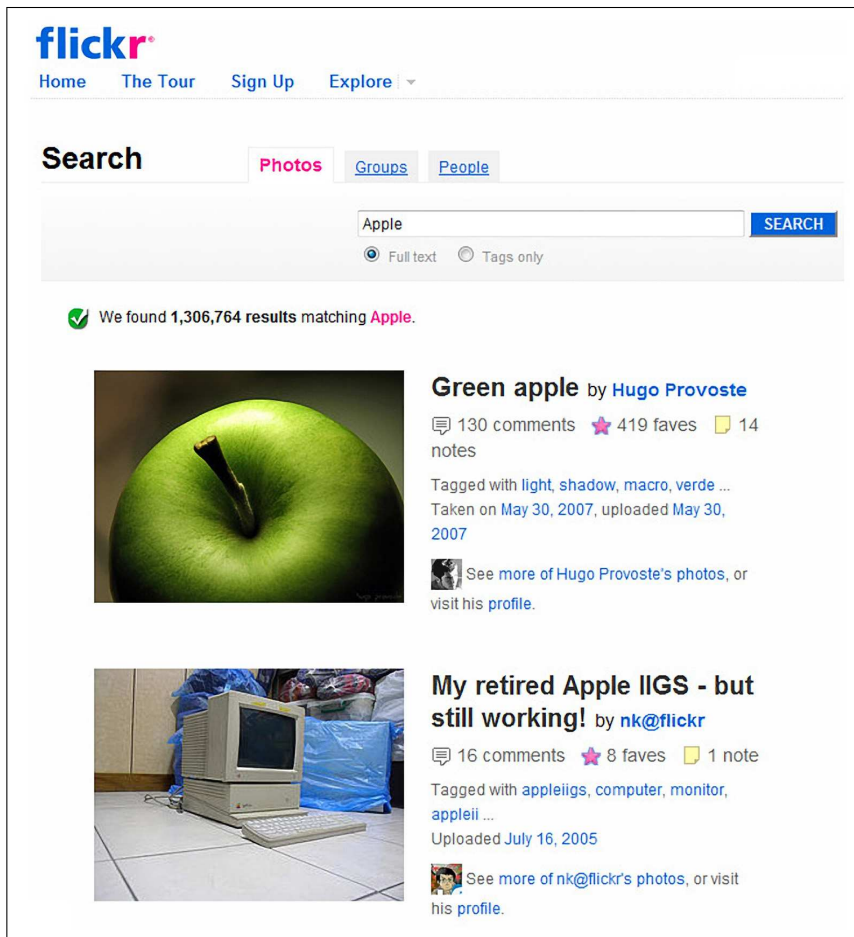 flickr
Home The Tour Sign Up Explore
Search Photos Groups People
Apple SEARCH
Full text Tags only
We found 1,306,764 results matching Apple.
Green apple by Hugo Provoste
130 comments 419 faves 14
notes
Tagged with light, shadow, macro, verde ...
Taken on May 30, 2007, uploaded May 30,
2007
See more of Hugo Provoste's photos, or
visit his profile.
My retired Apple IIGS - but
still working! by nk@flickr
16 comments 8 faves 1 note
Tagged with appleiigs, computer, monitor,
appleii ...
Uploaded July 16, 2005
See more of nk@flickr's photos, or visit
his profile.